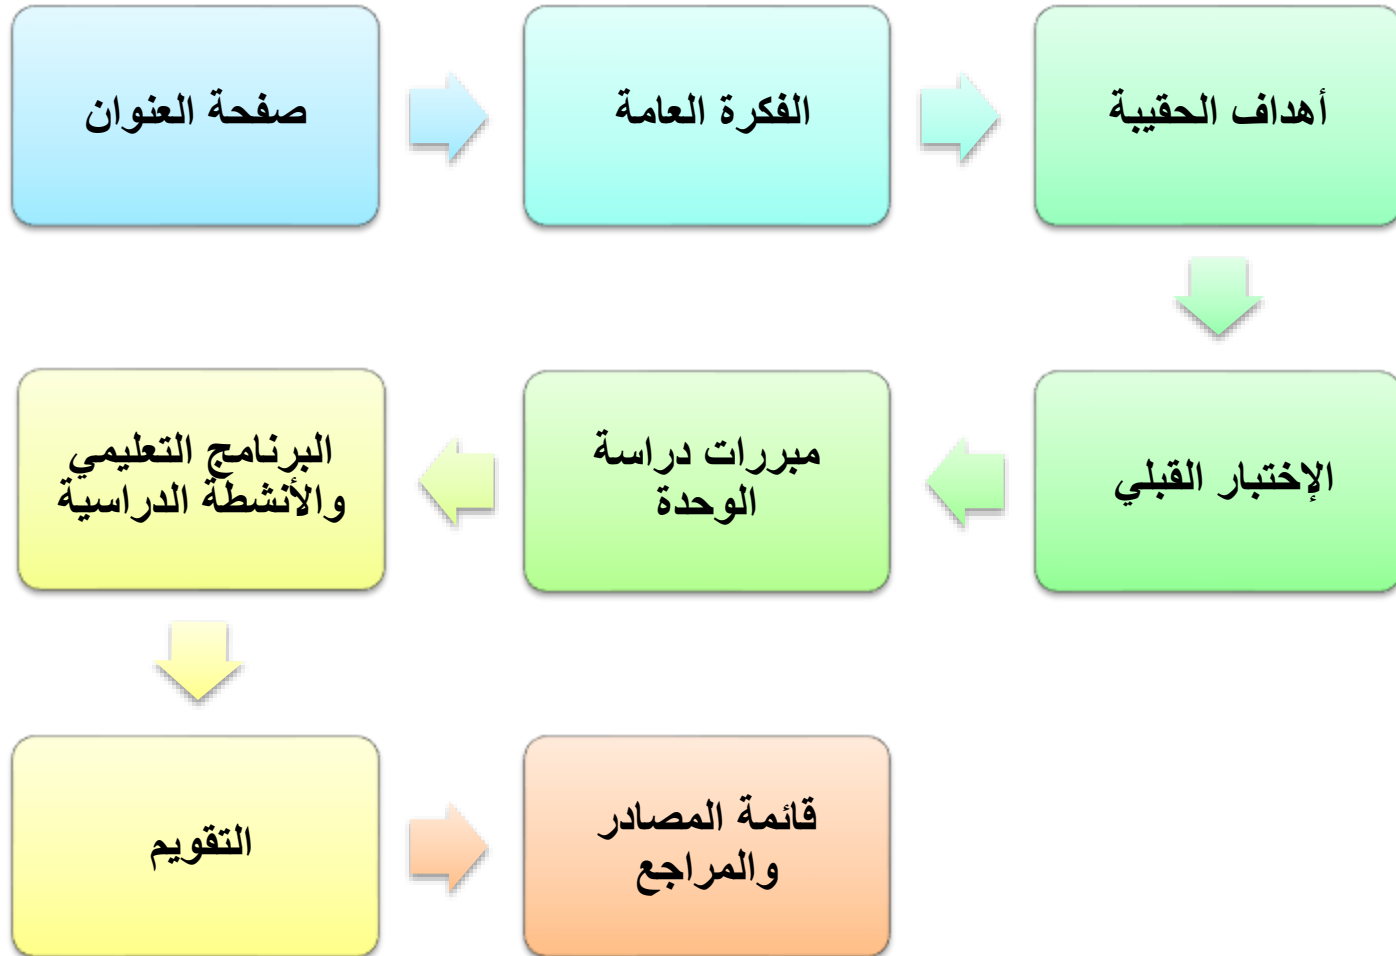 صفحة العنوان
الفكرة العامة
أهداف الحقيبة
الإختبار القبلي
مبررات دراسة
الوحدة
البرنامج التعليمي
والأنشطة الدراسية
التقويم
قائمة المصادر
والمراجع